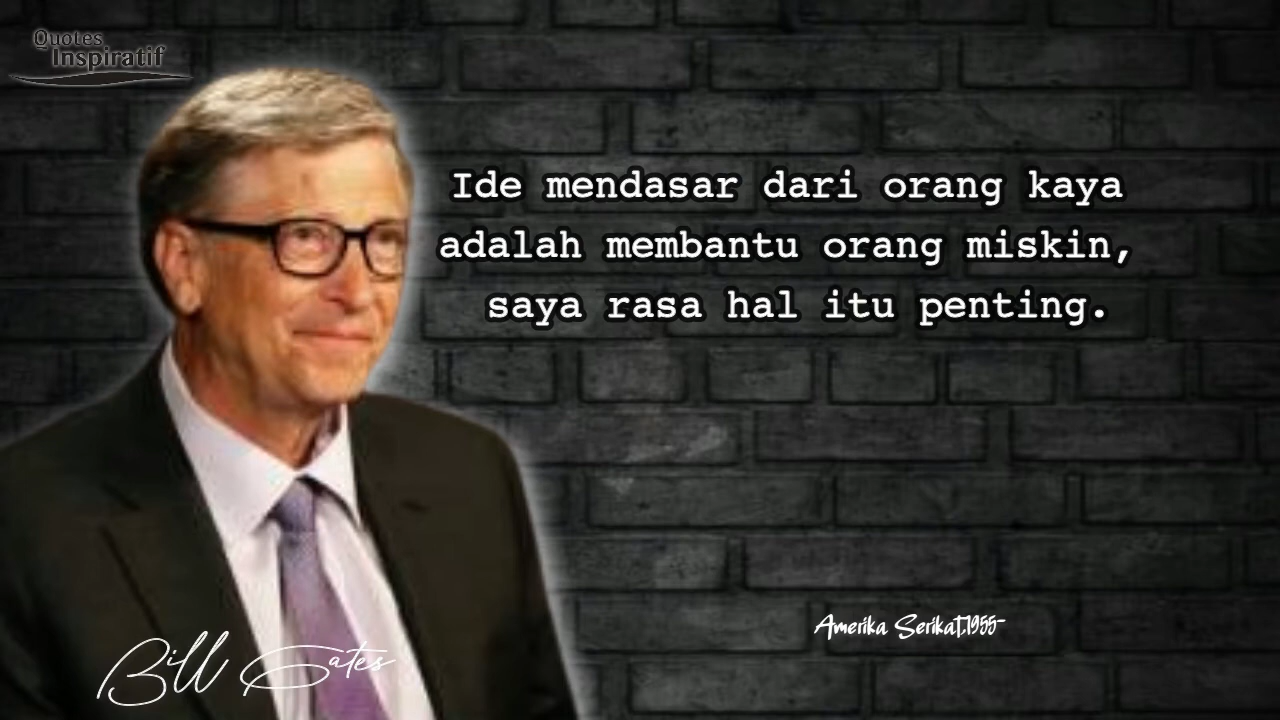 Quotes
Inspiratif
Ide mendasar dari orang kaya
adalah membantu orang miskin,
saya rasa hal itu penting.
Amerika Serikat,1955-
Bill Gates